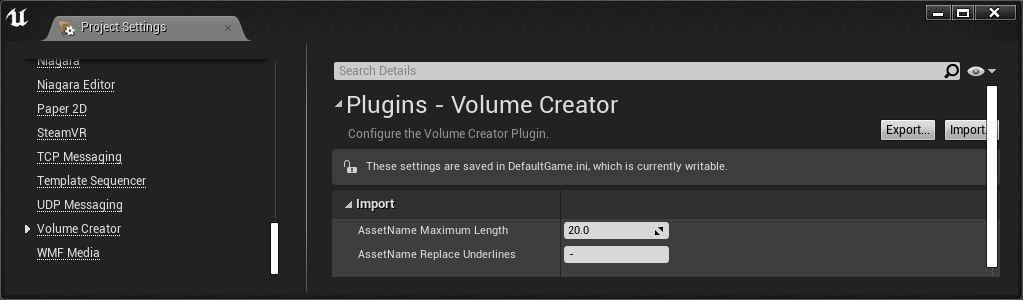 Project Settings
Niagara
Niagara Editor
Paper 2D
SteamVR
TCP Messaging
Template Sequencer
UDP Messaging
Volume Creator
WMF Media
Search Details
Plugins - Volume Creator
Configure the Volume Creator Plugin.
Export...
Import...
These settings are saved in DefaultGame.ini, which is currently writable.
Import
AssetName Maximum Length
20.0
AssetName Replace Underlines
-